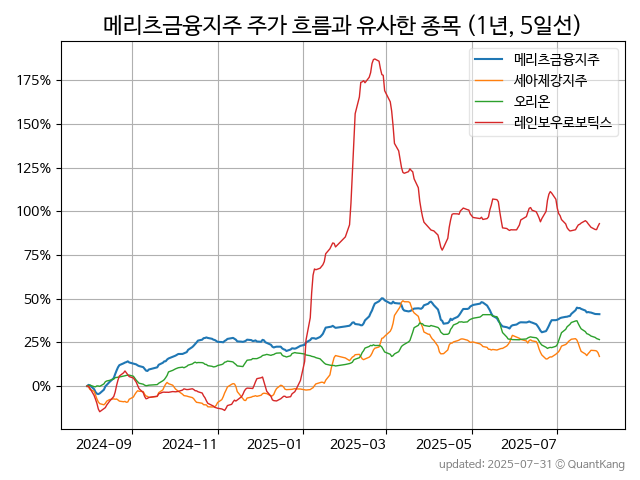 메리츠금융지주 주가 흐름과 유사한 종목 (1년, 5일선)
메리츠금융지주
세아제강지주
오리온
레인보우로보틱스
175%
150%
125%
100%
75%
50%
25%
0%
2024-09 2024-11 2025-01 2025-03 2025-05 2025-07
updated: 2025-07-31 © QuantKang